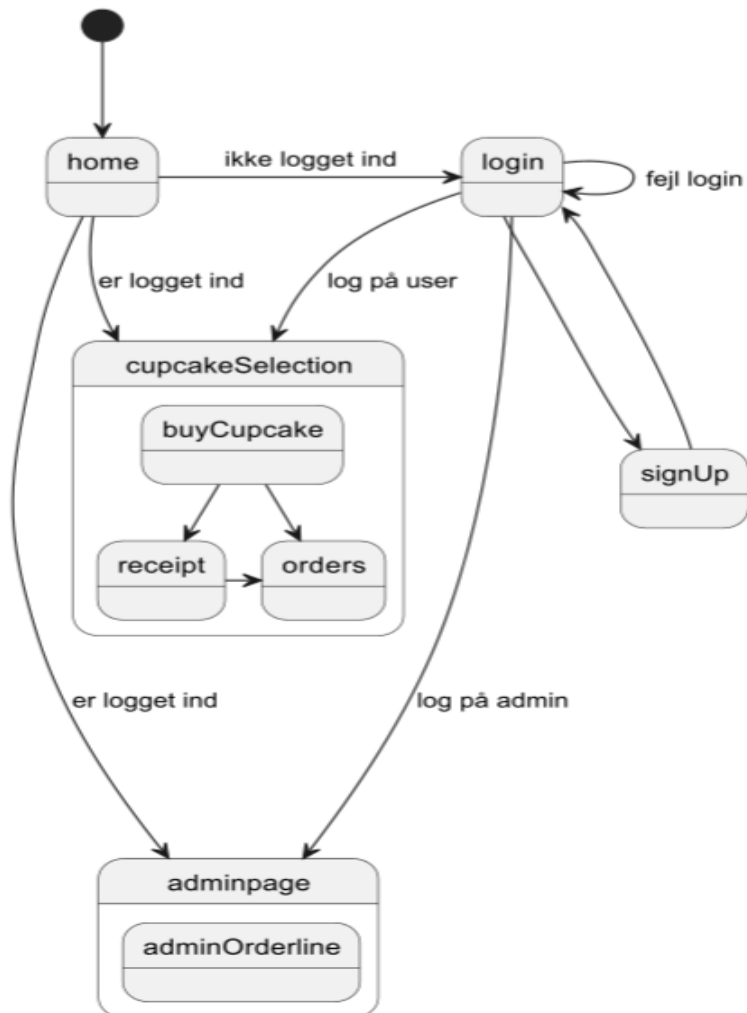 home
ikke logget ind
login
fejl login
er logget ind
log på user
cupcakeSelection
buyCupcake
signUp
receipt
orders
er logget ind
log på admin
adminpage
adminOrderline